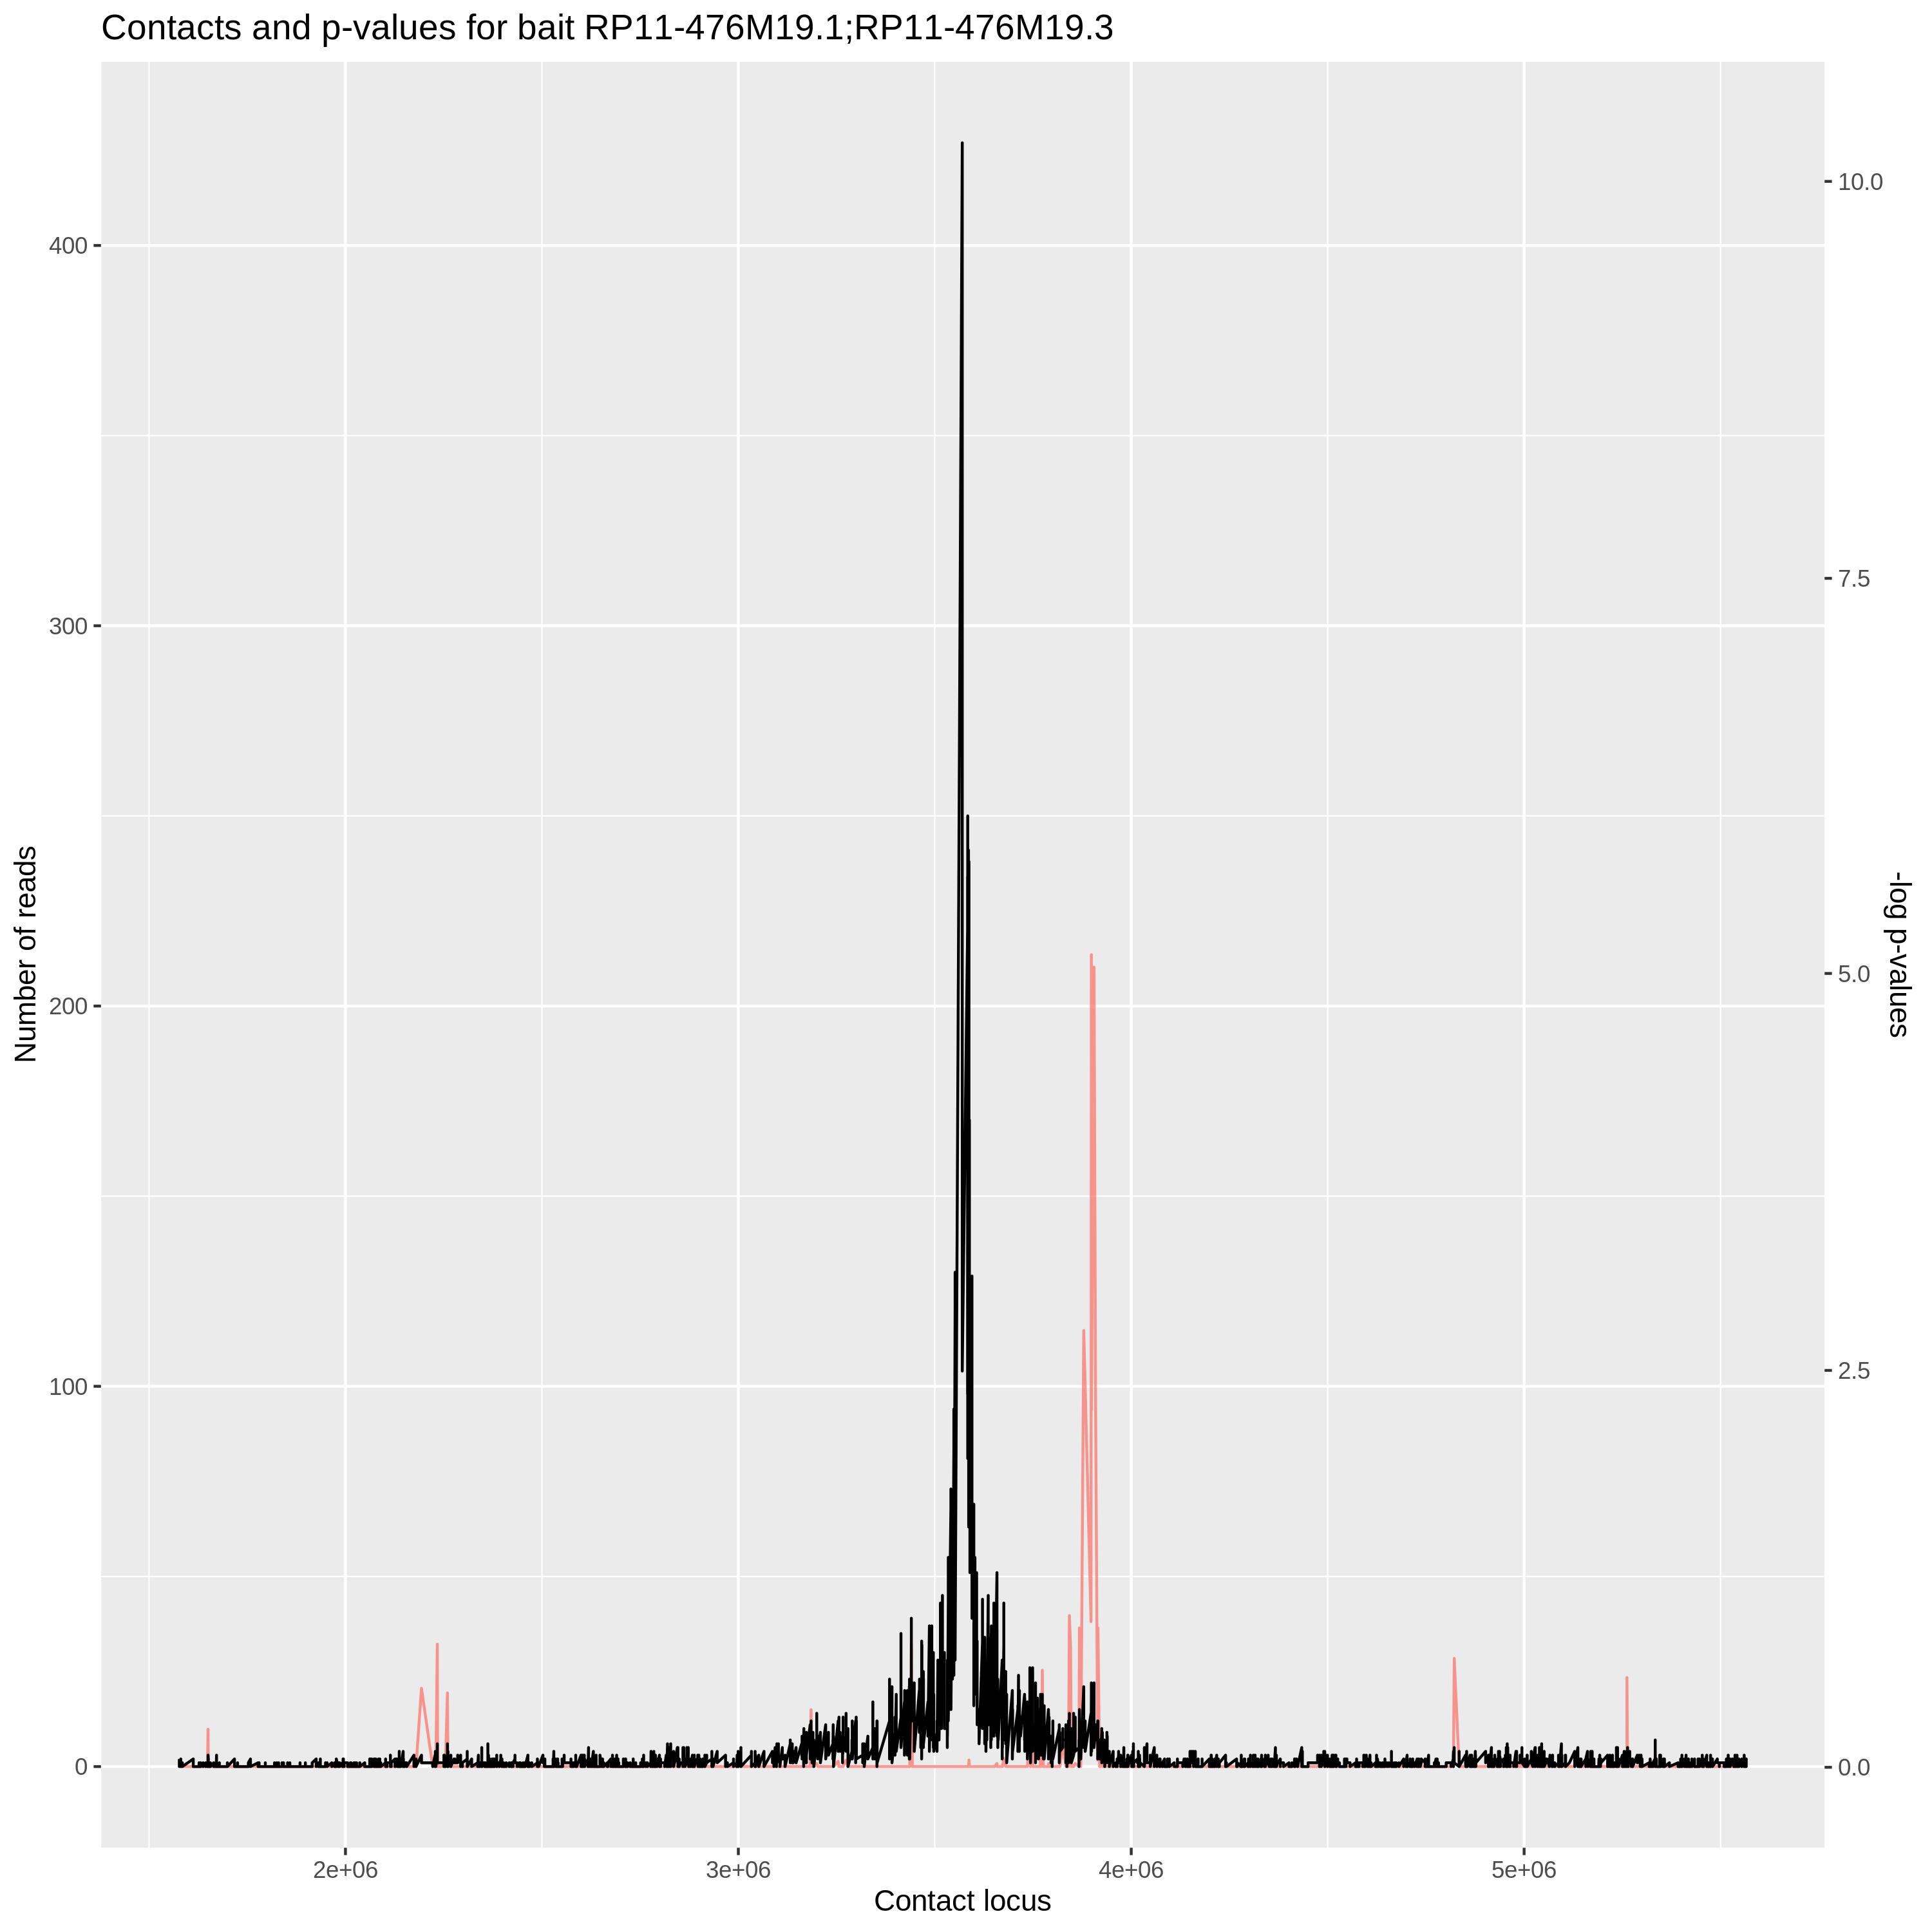 Contacts and p-values for bait RP11-476M19.1;RP11-476M19.3
10.0
400
7.5
300
Number of reads
-log p-values
5.0
200
2.5
100
0
0.0
2e+06 3e+06 4e+06 5e+06
Contact locus